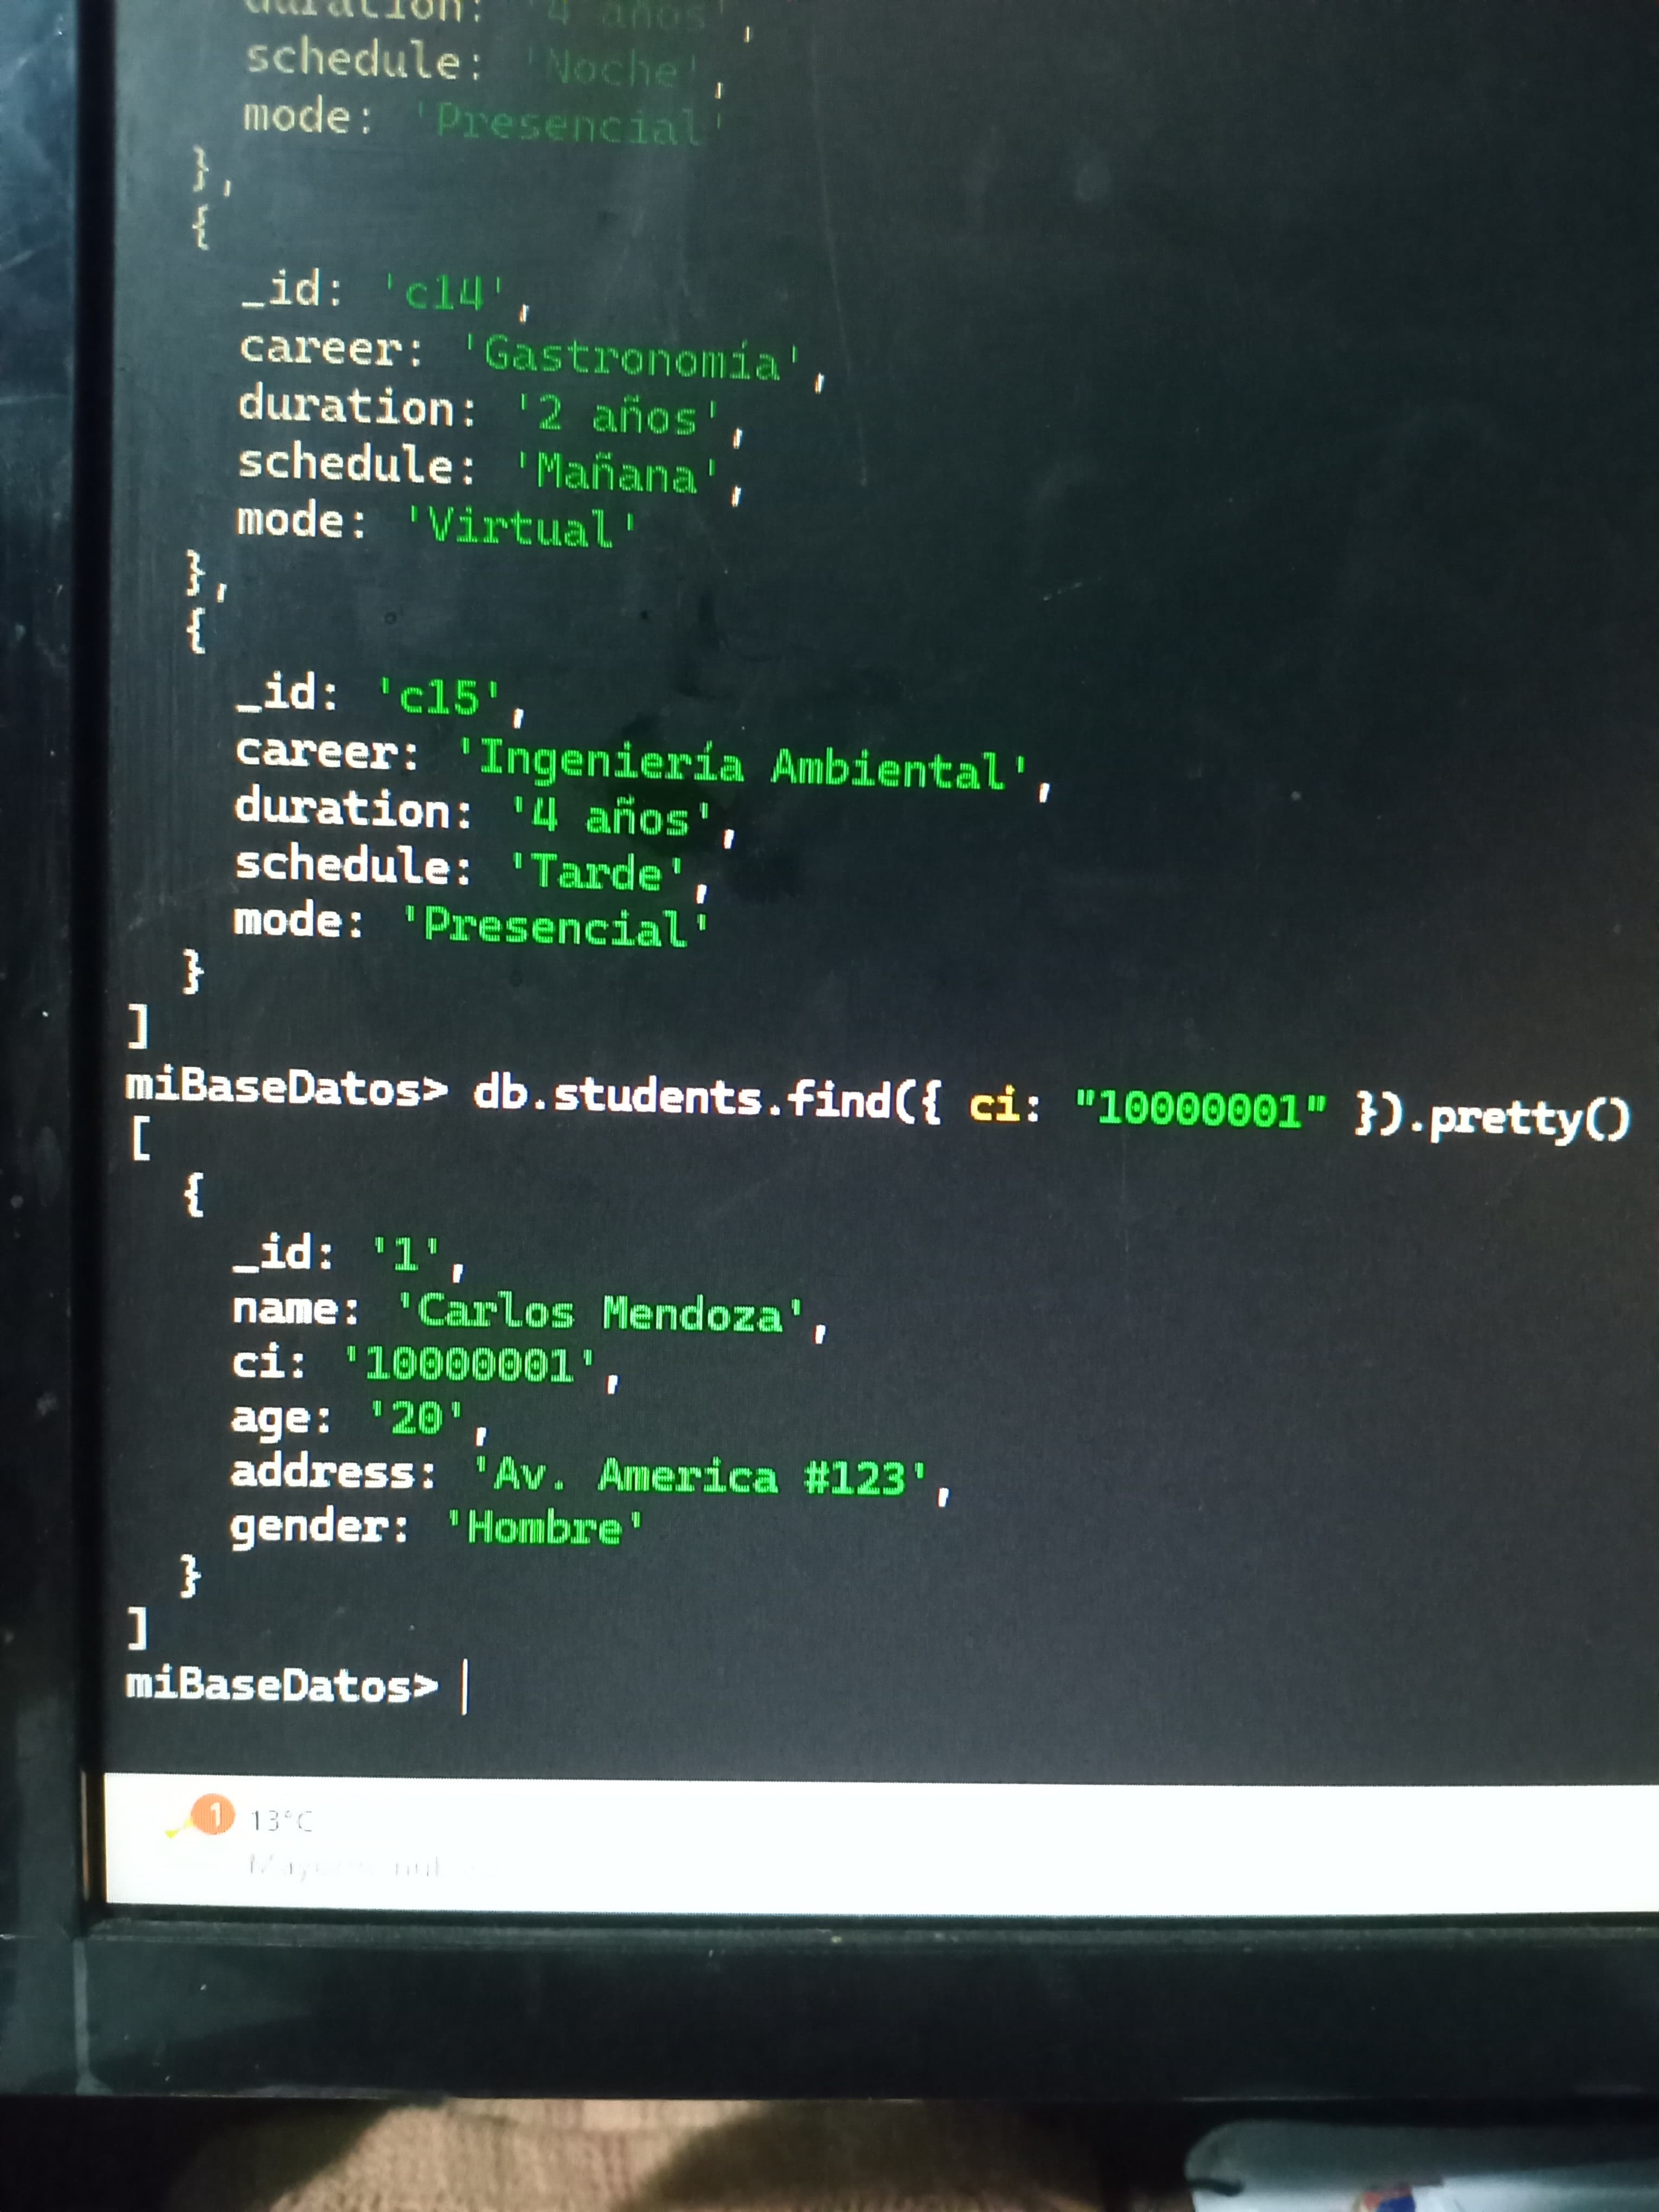 duration: '4 años',
schedule: 'Noche',
mode: 'Presencial'
},
{
_id: 'c14',
career: 'Gastronomía',
duration: '2 años',
schedule: 'Mañana',
mode: 'Virtual'
},
{
_id: 'c15',
career: 'Ingeniería Ambiental',
duration: '4 años',
schedule: 'Tarde',
mode: 'Presencial'
}
]
miBaseDatos> db.students.find({ ci: "10000001" }).pretty()
[
{
_id: '1',
name: 'Carlos Mendoza',
ci: '10000001',
age: '20',
address: 'Av. America #123',
gender: 'Hombre'
}
]
miBaseDatos>
1 13°C